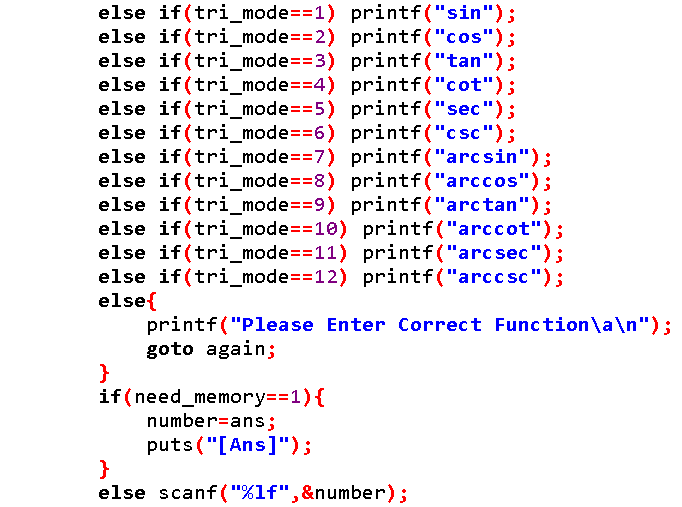 else if(tri_mode==1) printf("sin");
else if(tri_mode==2) printf("cos");
else if(tri_mode==3) printf("tan");
else if(tri_mode==4) printf("cot");
else if(tri_mode==5) printf("sec");
else if(tri_mode==6) printf("csc");
else if(tri_mode==7) printf("arcsin");
else if(tri_mode==8) printf("arccos");
else if(tri_mode==9) printf("arctan");
else if(tri_mode==10) printf("arccot");
else if(tri_mode==11) printf("arcsec");
else if(tri_mode==12) printf("arccsc");
else{
    printf("Please Enter Correct Function\a\n");
    goto again;
}
if(need_memory==1){
    number=ans;
    puts("[Ans]");
}
else scanf("%lf",&number);